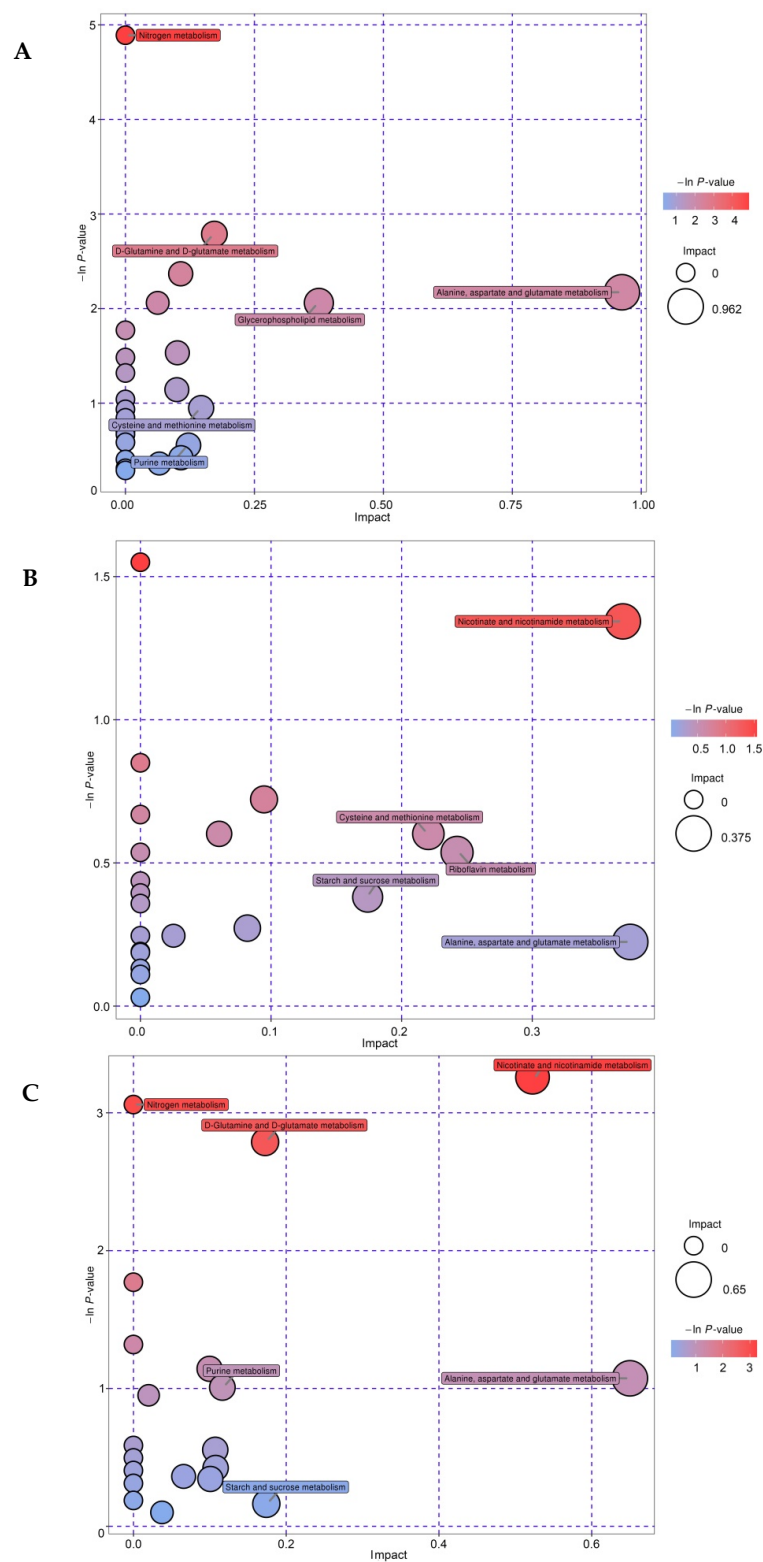 A
5
Nitrogen metabolism
4
3
D-Glutamine and D-glutamate metabolism
Alanine, aspartate and glutamate metabolism
2
Glycerophospholipid metabolism
1
Cysteine and methionine metabolism
Purine metabolism
0
0.00 0.25 0.50 0.75 1.00
Impact
−ln P-value
−ln P-value
1 2 3 4
Impact
0
0.962
B
1.5
Nicotinate and nicotinamide metabolism
1.0
Cysteine and methionine metabolism
Riboflavin metabolism
0.5
Starch and sucrose metabolism
Alanine, aspartate and glutamate metabolism
0.0
0.0 0.1 0.2 0.3
Impact
−ln P-value
−ln P-value
0.5 1.0 1.5
Impact
0
0.375
C
Nicotinate and nicotinamide metabolism
Nitrogen metabolism
3
D-Glutamine and D-glutamate metabolism
2
Purine metabolism
Alanine, aspartate and glutamate metabolism
1
Starch and sucrose metabolism
0
0.0 0.2 0.4 0.6
Impact
−ln P-value
Impact
0
0.65
−ln P-value
1 2 3